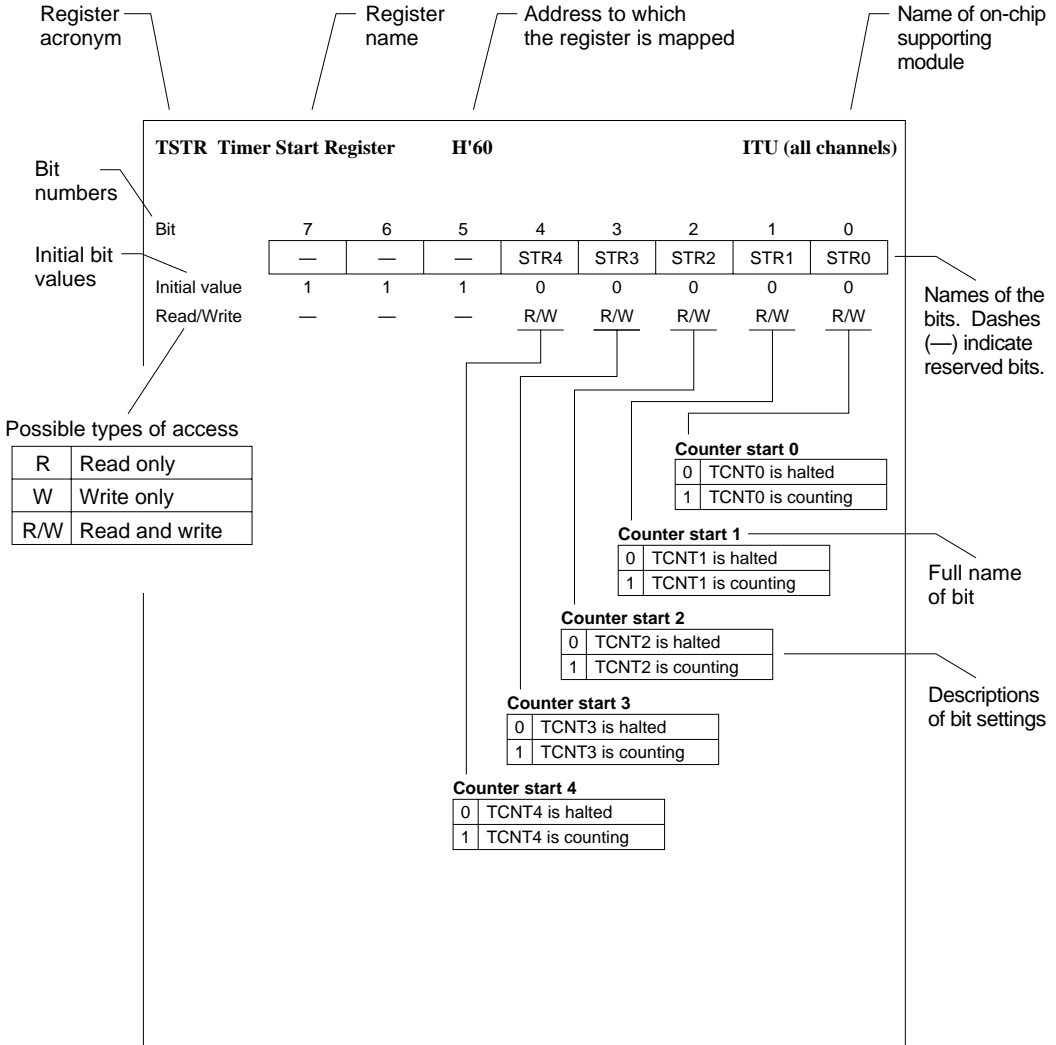 Register
acronym
Register
name
Address to which
the register is mapped
Name of on-chip
supporting
module
TSTR Timer Start Register H'60 ITU (all channels)
Bit
numbers
Bit 7 6 5 4 3 2 1 0
— — — STR4 STR3 STR2 STR1 STR0
Initial bit
values
Initial value 1 1 1 0 0 0 0 0
Read/Write — — — R/W R/W R/W R/W R/W
Names of the
bits. Dashes
(—) indicate
reserved bits.
Possible types of access
R Read only
W Write only
R/W Read and write
Counter start 0
0 TCNT0 is halted
1 TCNT0 is counting
Counter start 1
0 TCNT1 is halted
1 TCNT1 is counting
Full name
of bit
Counter start 2
0 TCNT2 is halted
1 TCNT2 is counting
Descriptions
of bit settings
Counter start 3
0 TCNT3 is halted
1 TCNT3 is counting
Counter start 4
0 TCNT4 is halted
1 TCNT4 is counting